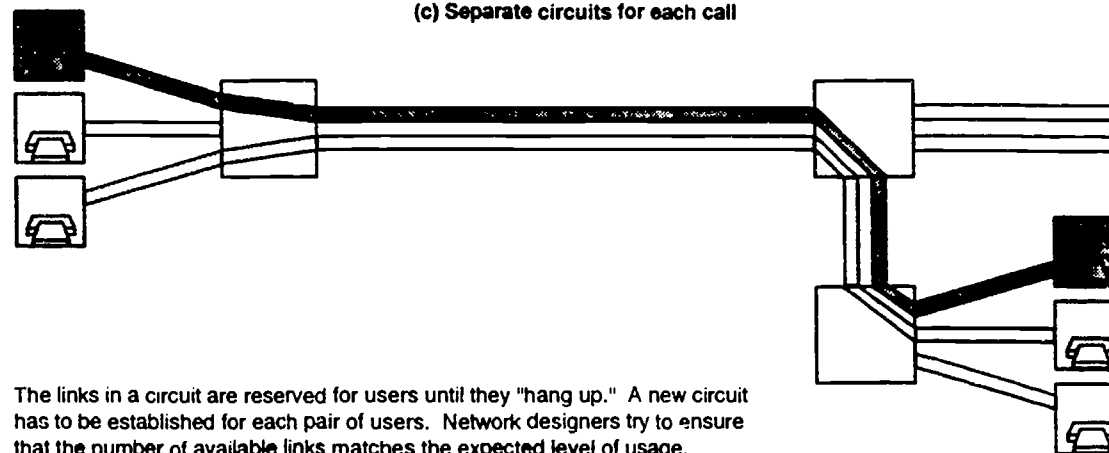 (c) Separate circuits for each call
The links in a circuit are reserved for users until they "hang up." A new circuit
has to be established for each pair of users. Network designers try to ensure
that the number of available links matches the expected level of usage.